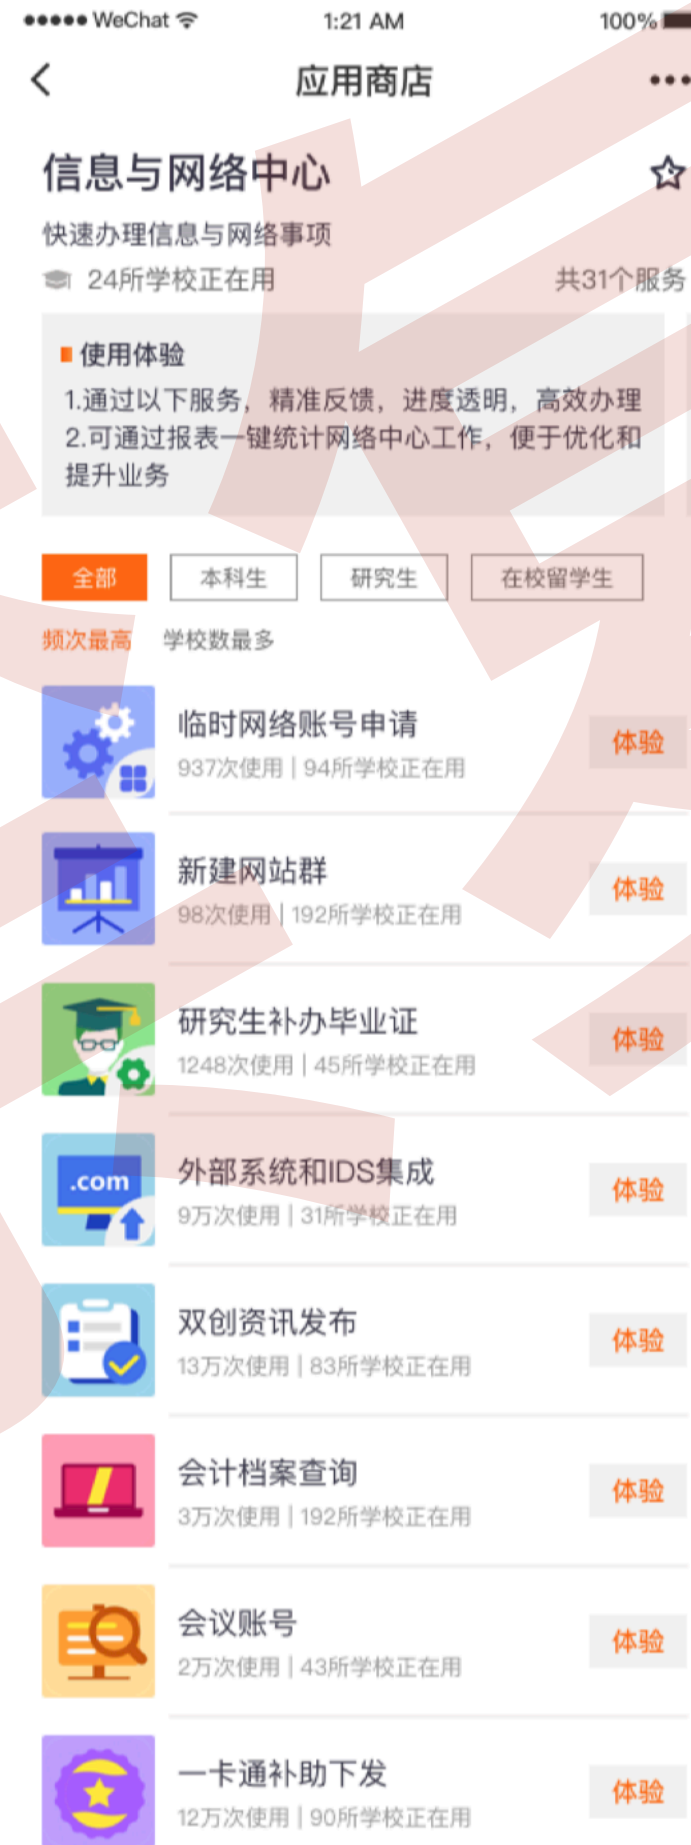 WeChat 1:21 AM 100%
应用商店
信息与网络中心
快速办理信息与网络事项
24所学校正在用 共31个服务
使用体验
1.通过以下服务，精准反馈，进度透明，高效办理
2.可通过报表一键统计网络中心工作，便于优化和
提升业务
全部 本科生 研究生 在校留学生
频次最高 学校数最多
临时网络账号申请
937次使用 | 94所学校正在用
体验
新建网站群
98次使用 | 192所学校正在用
体验
研究生补办毕业证
1248次使用 | 45所学校正在用
体验
.com
外部系统和IDS集成
9万次使用 | 31所学校正在用
体验
双创资讯发布
13万次使用 | 83所学校正在用
体验
会计档案查询
3万次使用 | 192所学校正在用
体验
会议账号
2万次使用 | 43所学校正在用
体验
一卡通补助下发
12万次使用 | 90所学校正在用
体验